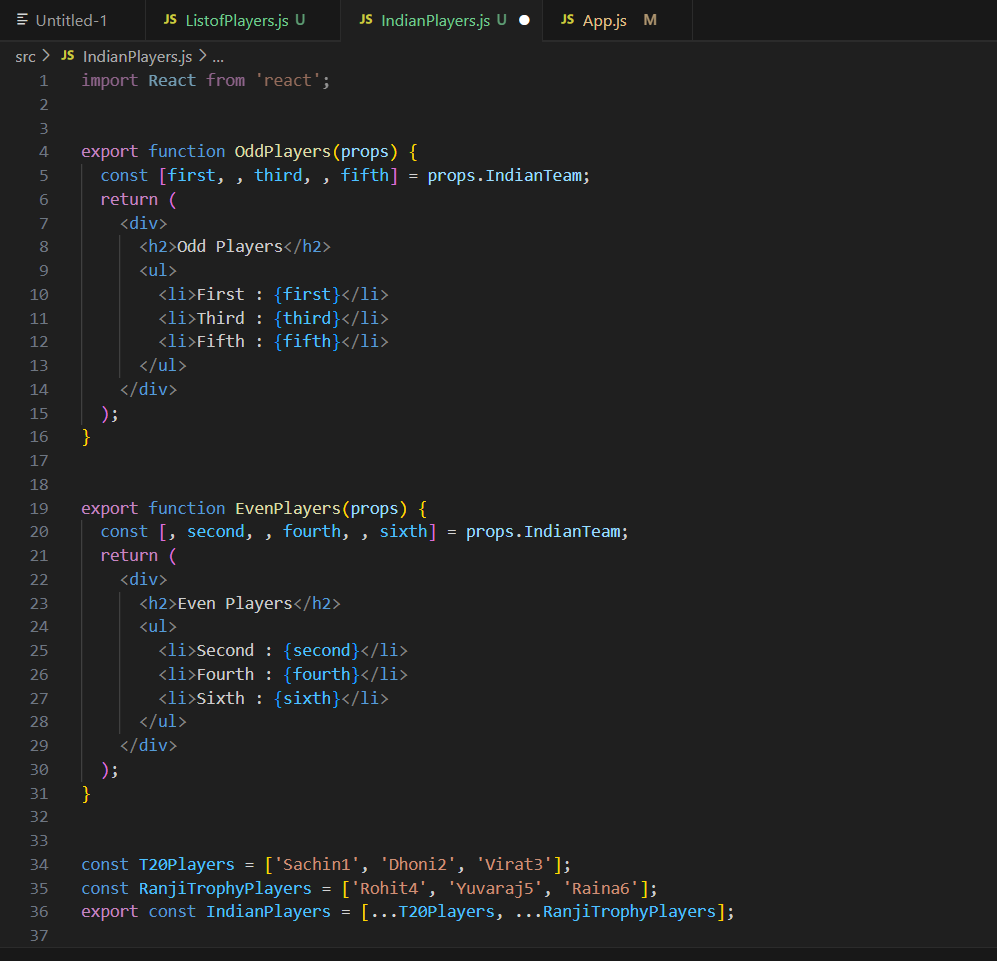 Untitled-1 JS ListofPlayers.js U JS IndianPlayers.js U ● JS App.js M
src > JS IndianPlayers.js > ...
1 import React from 'react';
2
3
4 export function OddPlayers(props) {
5 const [first, , third, , fifth] = props.IndianTeam;
6 return (
7 <div>
8 <h2>Odd Players</h2>
9 <ul>
10 <li>First : {first}</li>
11 <li>Third : {third}</li>
12 <li>Fifth : {fifth}</li>
13 </ul>
14 </div>
15 );
16 }
17
18
19 export function EvenPlayers(props) {
20 const [, second, , fourth, , sixth] = props.IndianTeam;
21 return (
22 <div>
23 <h2>Even Players</h2>
24 <ul>
25 <li>Second : {second}</li>
26 <li>Fourth : {fourth}</li>
27 <li>Sixth : {sixth}</li>
28 </ul>
29 </div>
30 );
31 }
32
33
34 const T20Players = ['Sachin1', 'Dhoni2', 'Virat3'];
35 const RanjiTrophyPlayers = ['Rohit4', 'Yuvaraj5', 'Raina6'];
36 export const IndianPlayers = [...T20Players, ...RanjiTrophyPlayers];
37